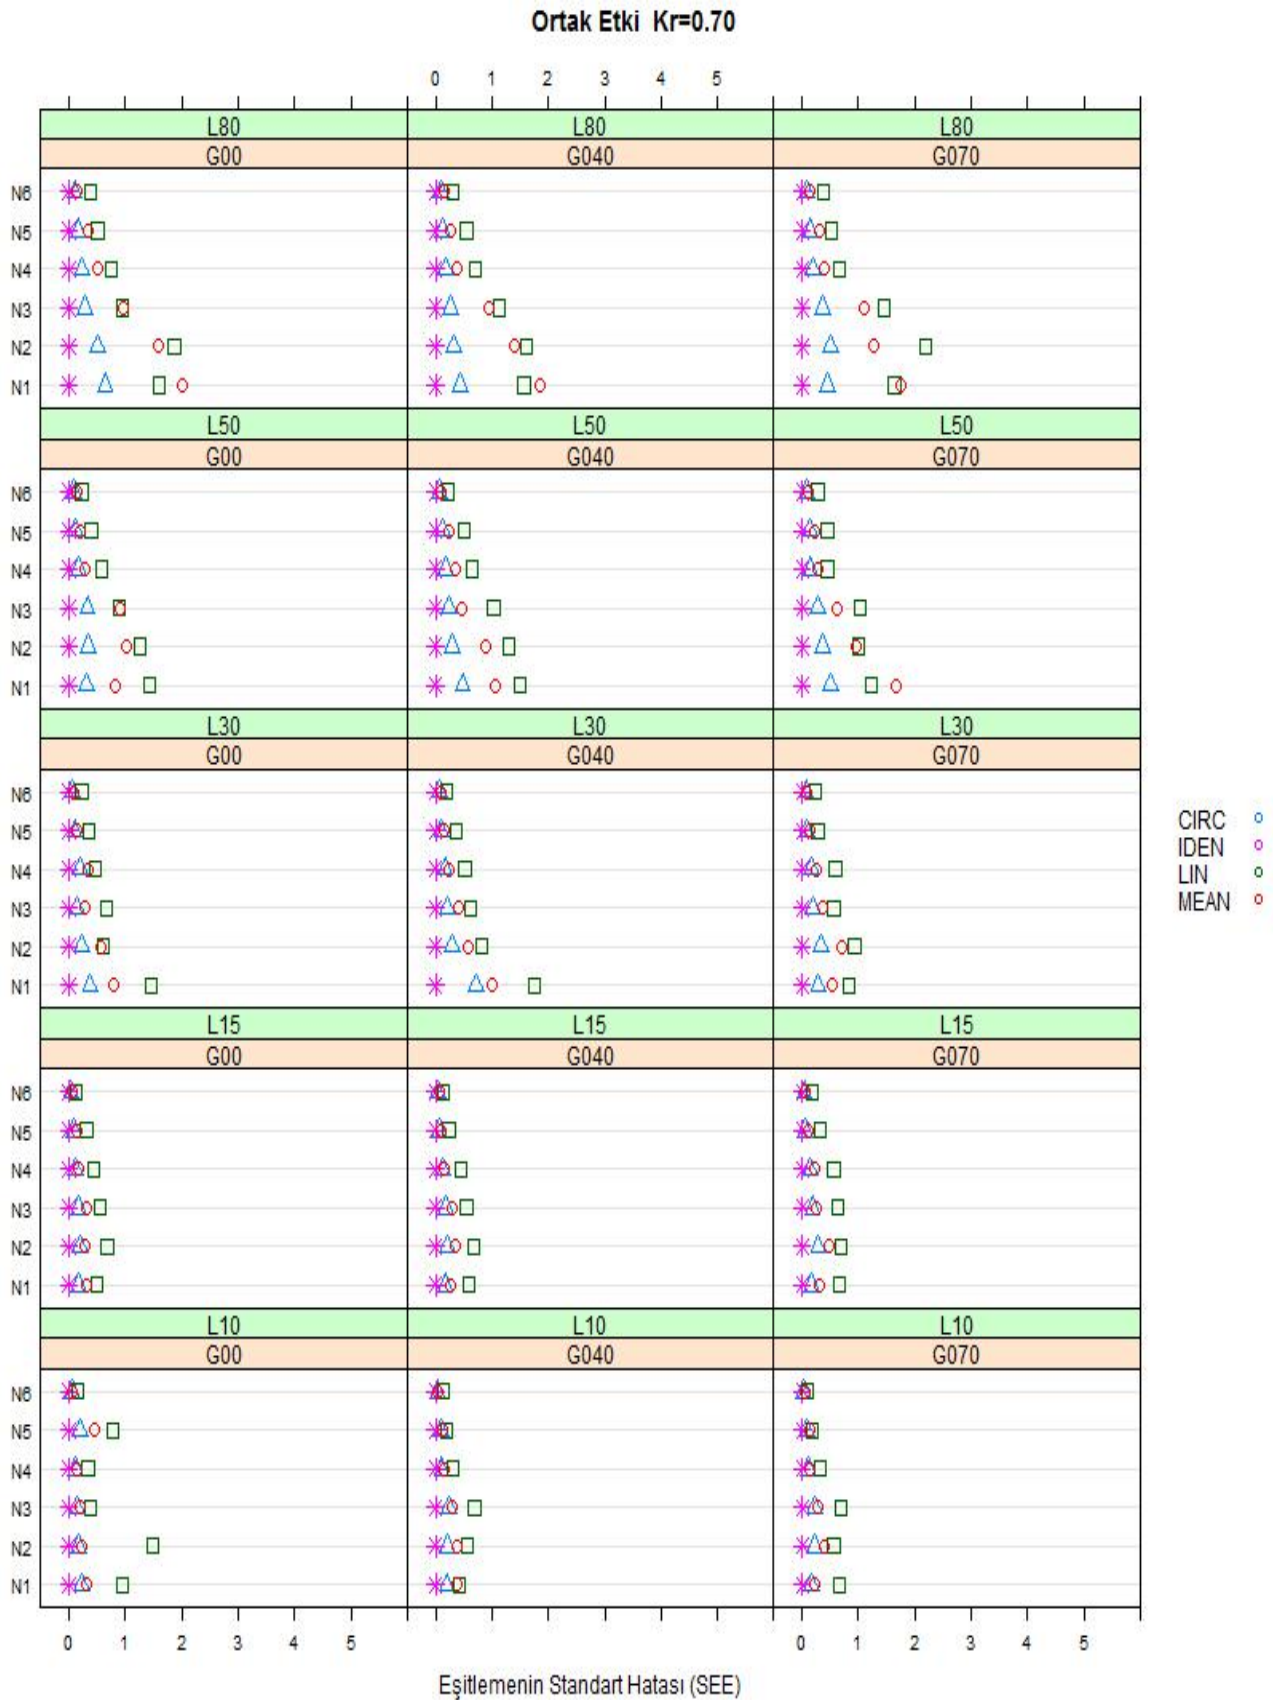 Ortak Etki Kr=0.70
0 1 2 3 4 5
L80 L80 L80
G00 G040 G070
N6
N5
N4
N3
N2
N1
L50 L50 L50
G00 G040 G070
N6
N5
N4
N3
N2
N1
L30 L30 L30
G00 G040 G070
N6
N5
N4
N3
N2
N1
CIRC
IDEN
LIN
MEAN
L15 L15 L15
G00 G040 G070
N6
N5
N4
N3
N2
N1
L10 L10 L10
G00 G040 G070
N6
N5
N4
N3
N2
N1
0 1 2 3 4 5 0 1 2 3 4 5
Eşitlemenin Standart Hatası (SEE)